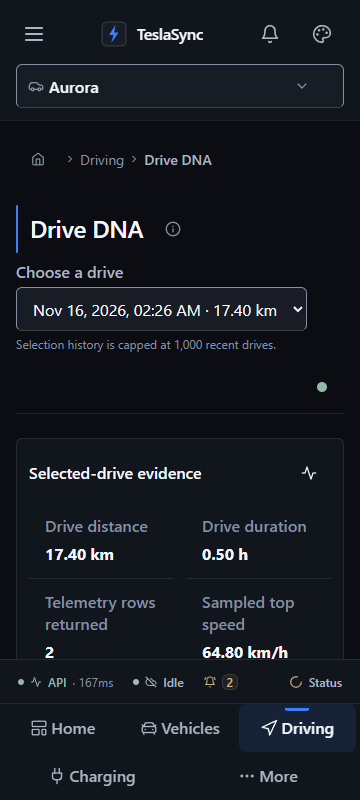 TeslaSync
Aurora
Driving
Drive DNA
Drive DNA
Choose a drive
Nov 16, 2026, 02:26 AM · 17.40 km
Selection history is capped at 1,000 recent drives.
Selected-drive evidence
Drive distance
17.40 km
Drive duration
0.50 h
Telemetry rows
returned
2
Sampled top
speed
64.80 km/h
API · 167ms
Idle
2
Status
Home
Vehicles
Driving
Charging
More